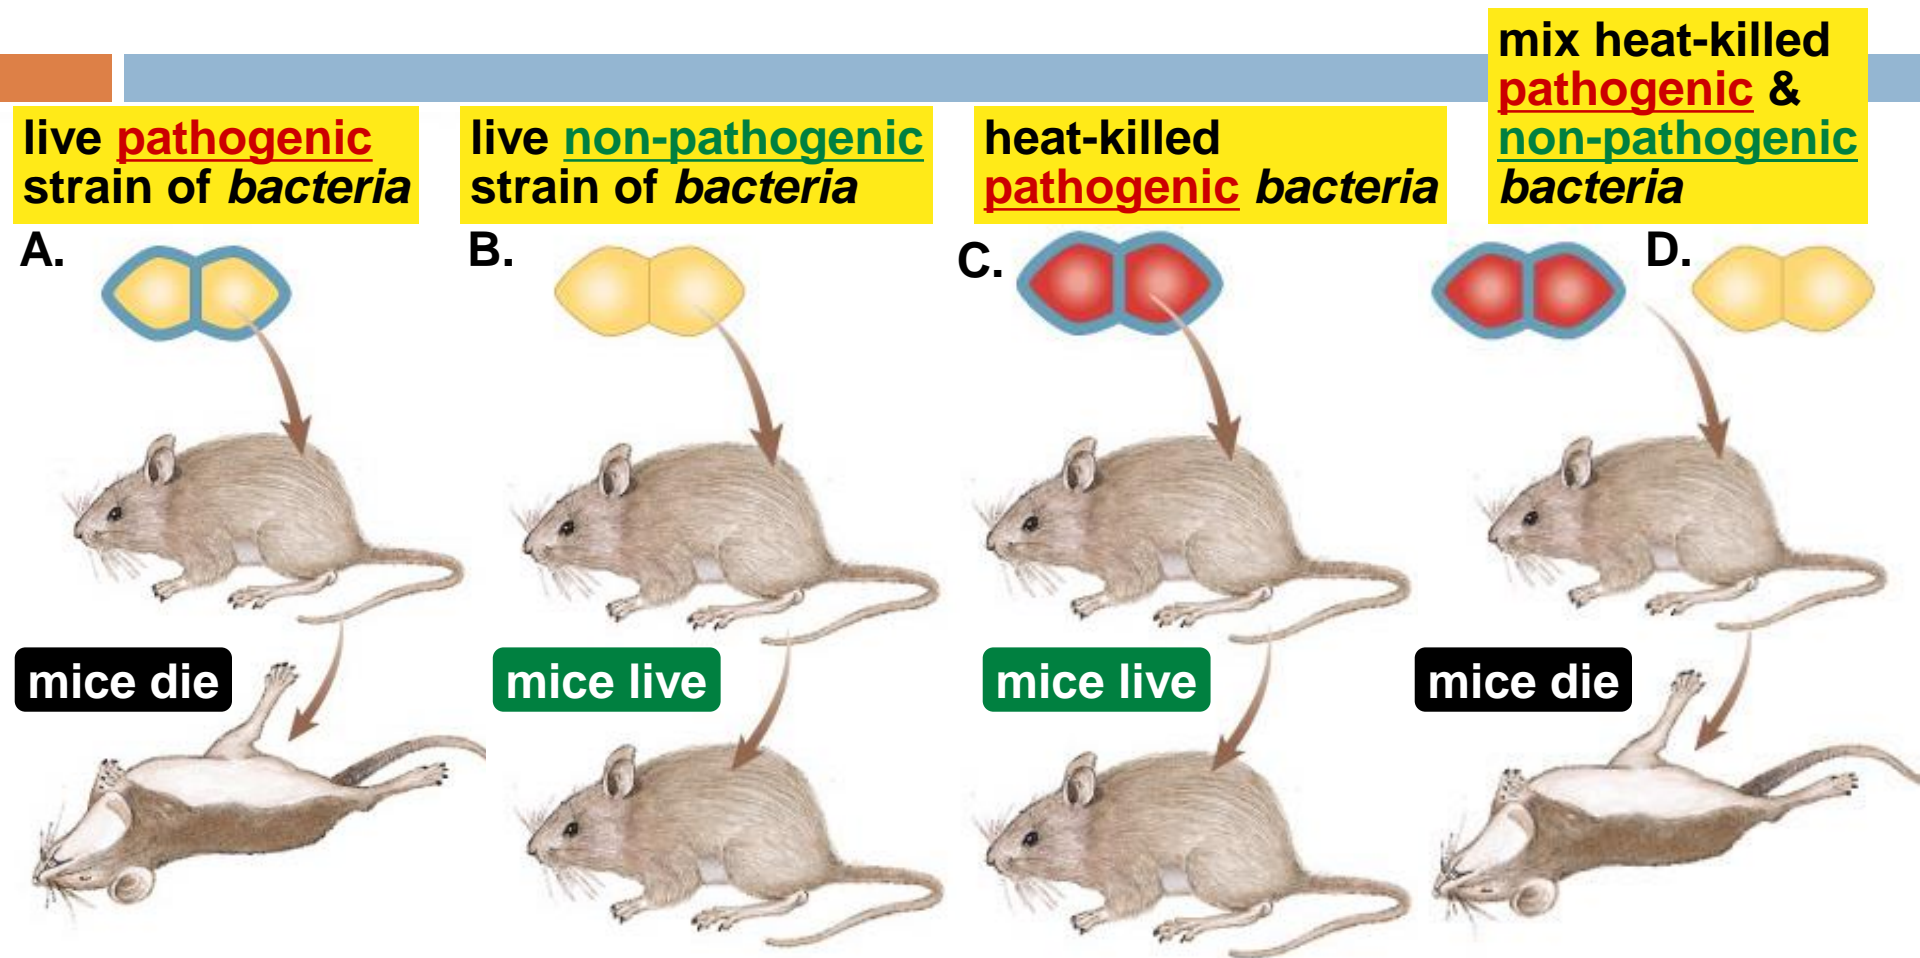 live pathogenic
strain of bacteria
live non-pathogenic
strain of bacteria
heat-killed
pathogenic bacteria
mix heat-killed
pathogenic &
non-pathogenic
bacteria
A.
B.
C.
D.
mice die
mice live
mice live
mice die